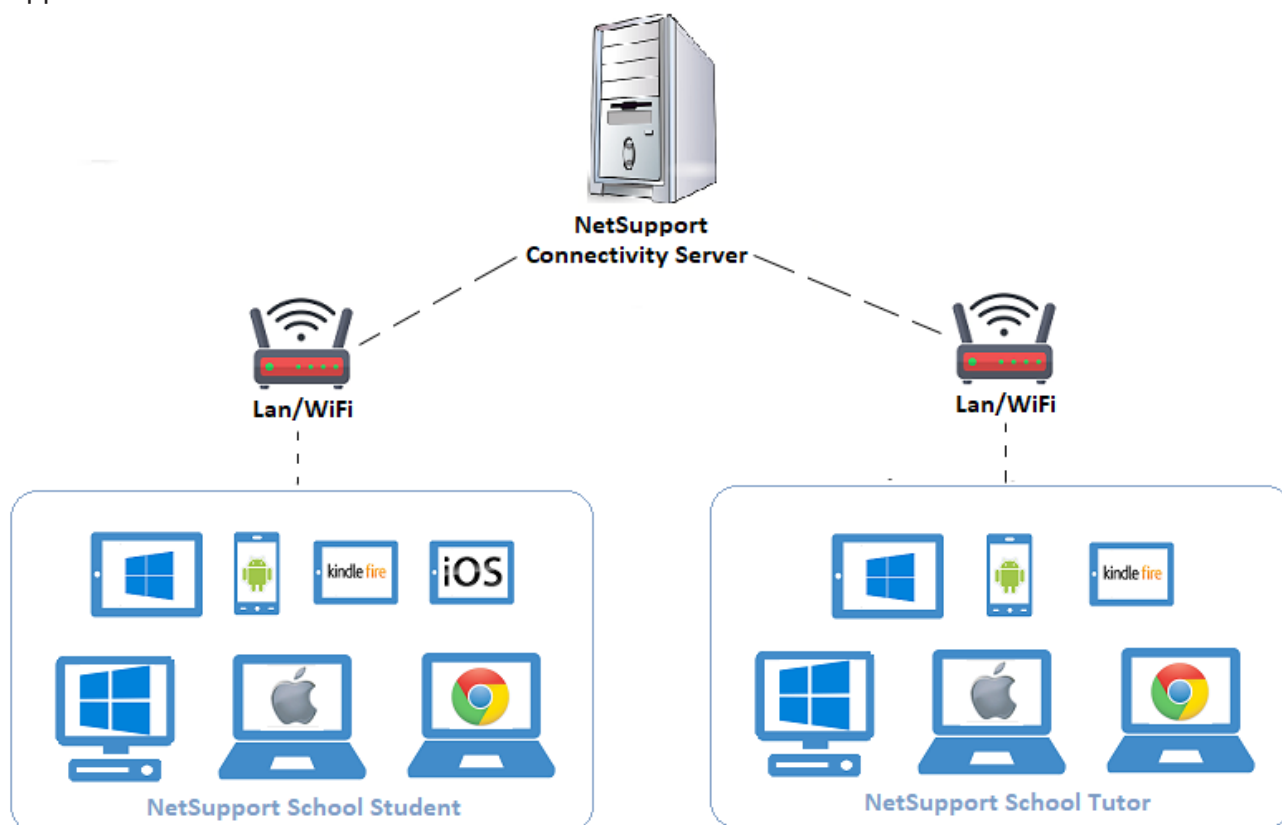 NetSupport
Connectivity Server
Lan/WiFi
Lan/WiFi
kindle fire
iOS
kindle fire
NetSupport School Student
NetSupport School Tutor